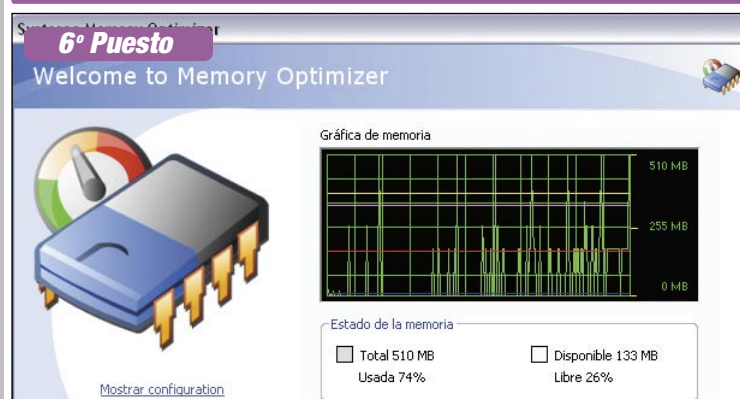 6º Puesto
Welcome to Memory Optimizer
Gráfica de memoria
510 MB
255 MB
0 MB
Estado de la memoria
Total 510 MB
Disponible 133 MB
Usada 74%
Libre 26%
Mostrar configuration